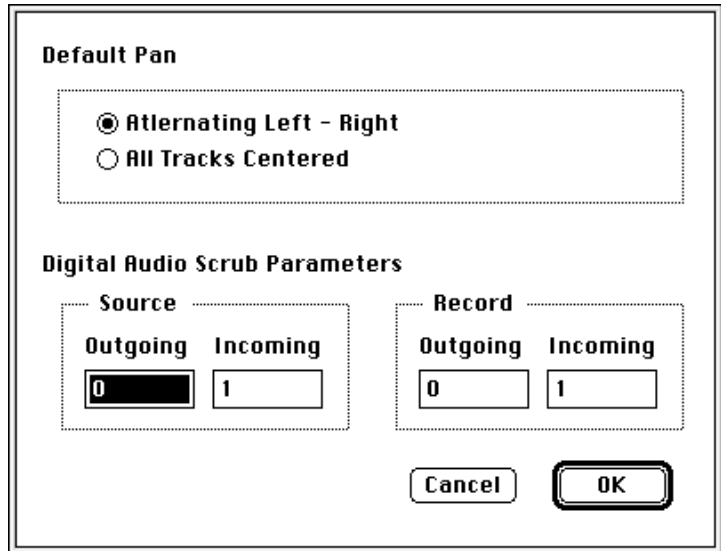 Default Pan
Atlernating Left - Right
All Tracks Centered
Digital Audio Scrub Parameters
Source
Outgoing Incoming
0 1
Record
Outgoing Incoming
0 1
Cancel OK